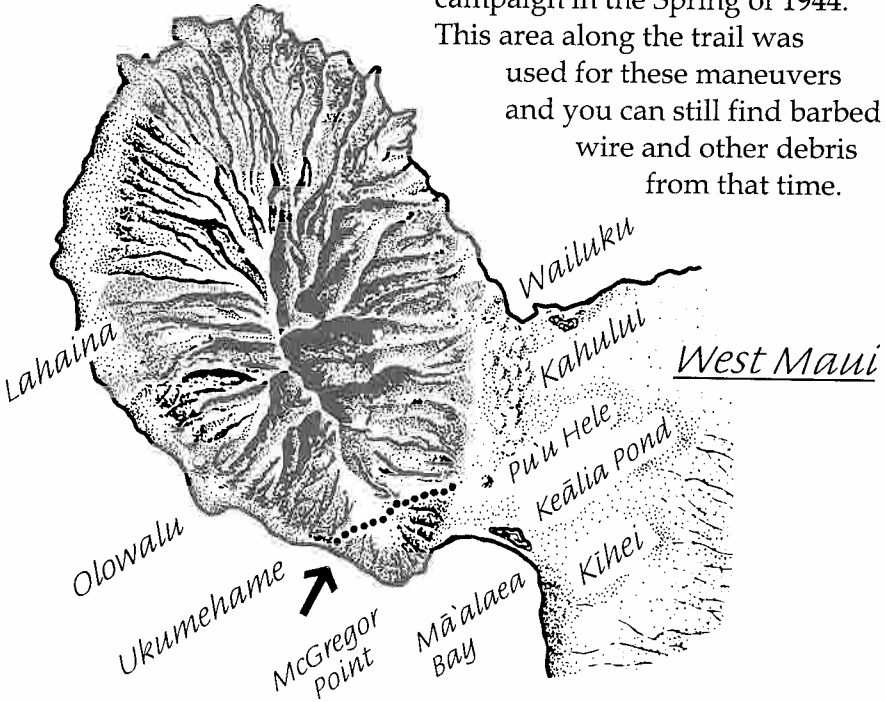 campaign in the Spring of 1944.
This area along the trail was
used for these maneuvers
and you can still find barbed
wire and other debris
from that time.
Wailuku
Kahului
West Maui
Lahaina
Pu`u Hele
Keālia Pond
Kīhei
Olowalu
Ukumehame
McGregor
Point
Mā`alaea
Bay